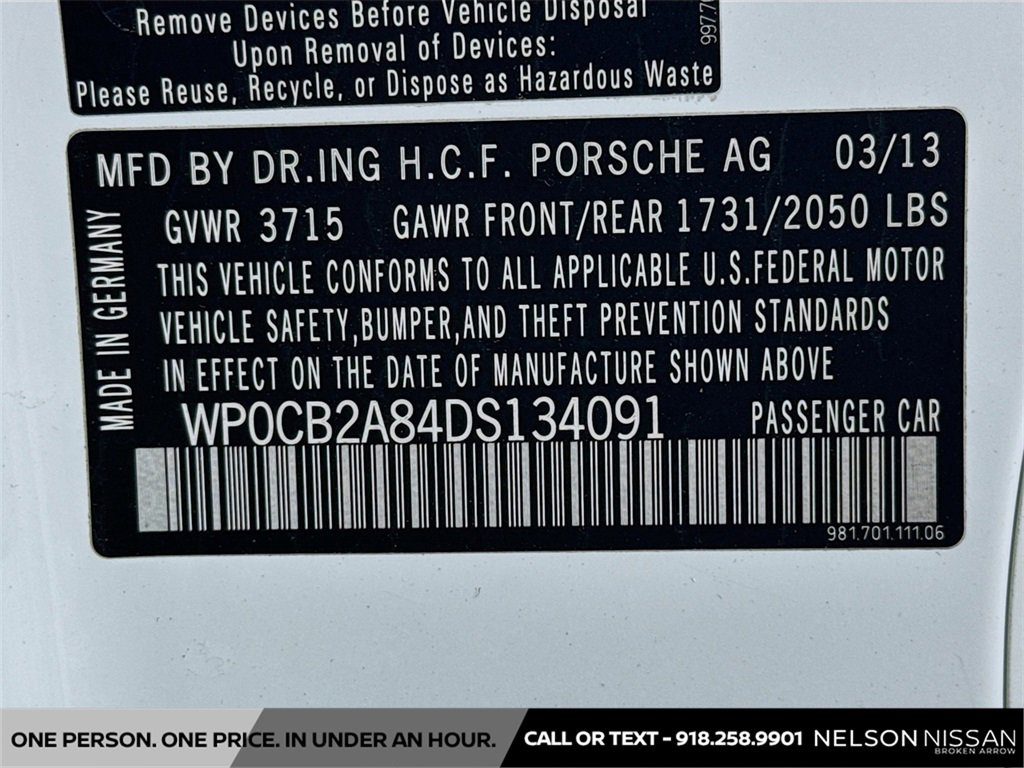 Remove Devices Before Vehicle Disposal
Upon Removal of Devices:
Please Reuse, Recycle, or Dispose as Hazardous Waste
MFD BY DR.ING H.C.F. PORSCHE AG 03/13
GVWR 3715 GAWR FRONT/REAR 1731/2050 LBS
THIS VEHICLE CONFORMS TO ALL APPLICABLE U.S.FEDERAL MOTOR
VEHICLE SAFETY,BUMPER,AND THEFT PREVENTION STANDARDS
IN EFFECT ON THE DATE OF MANUFACTURE SHOWN ABOVE
MADE IN GERMANY
WP0CB2A84DS134091 PASSENGER CAR
981.701.111.06
ONE PERSON. ONE PRICE. IN UNDER AN HOUR. CALL OR TEXT - 918.258.9901 NELSON NISSAN
BROKEN ARROW